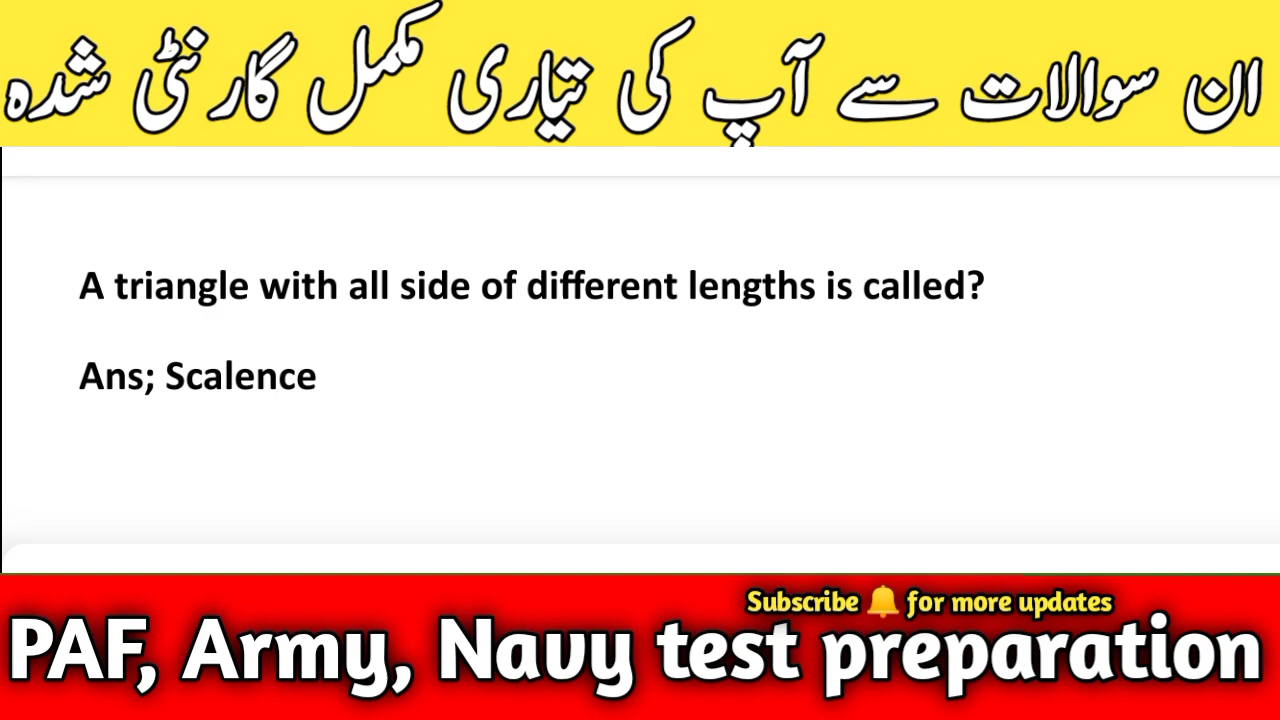 ان سوالات سے آپ کی تیاری مکمل گارنٹی شدہ
A triangle with all side of different lengths is called?
Ans; Scalence
Subscribe 🔔 for more updates
PAF, Army, Navy test preparation